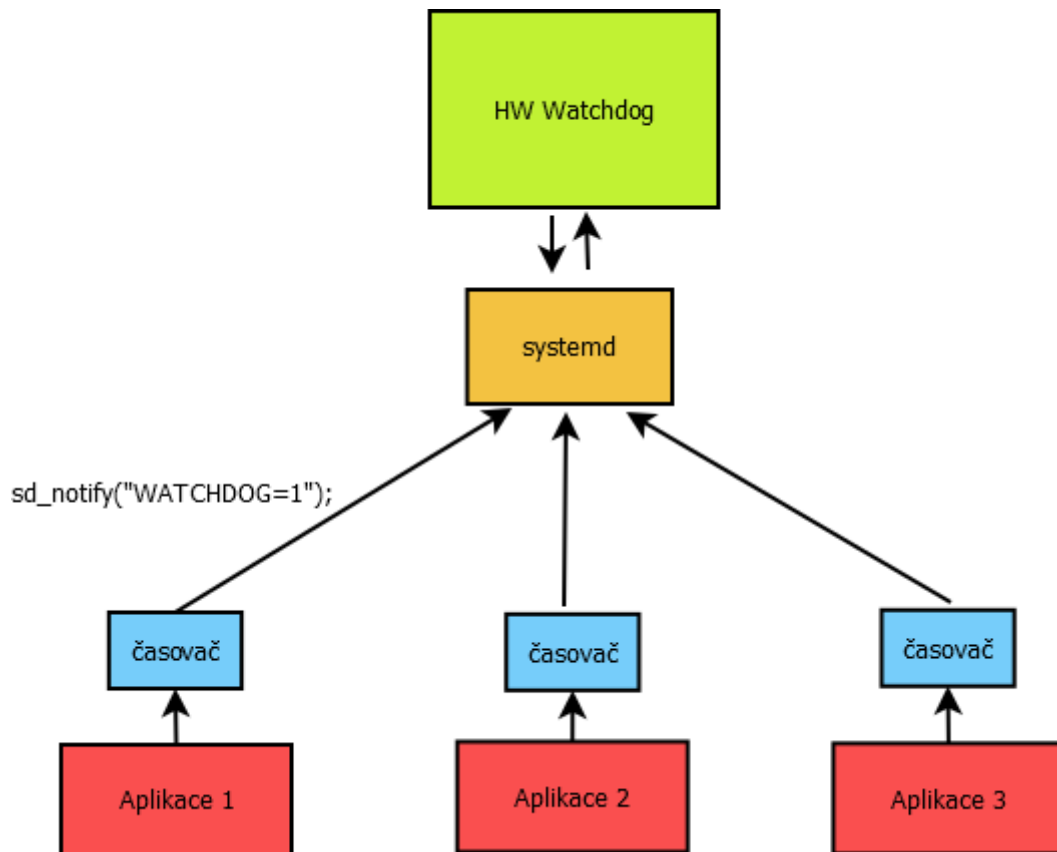 HW Watchdog
systemd
sd_notify("WATCHDOG=1");
časovač
časovač
časovač
Aplikace 1
Aplikace 2
Aplikace 3